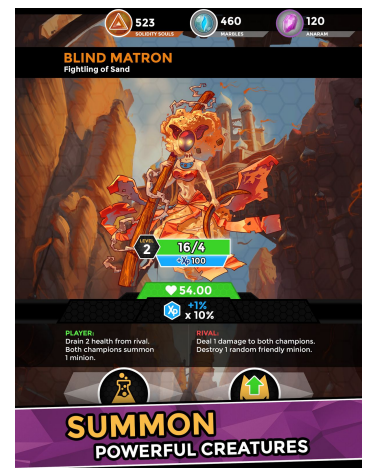 523
SOLIDITY SOULS
460
MARBLES
120
ANARAM
BLIND MATRON
Fightling of Sand
LEVEL
2
16/4
100
54.00
XP
+1%
x 10%
PLAYER:
Drain 2 health from rival.
Both champions summon
1 minion.
RIVAL:
Deal 1 damage to both champions.
Destroy 1 random friendly minion.
SUMMON
POWERFUL CREATURES